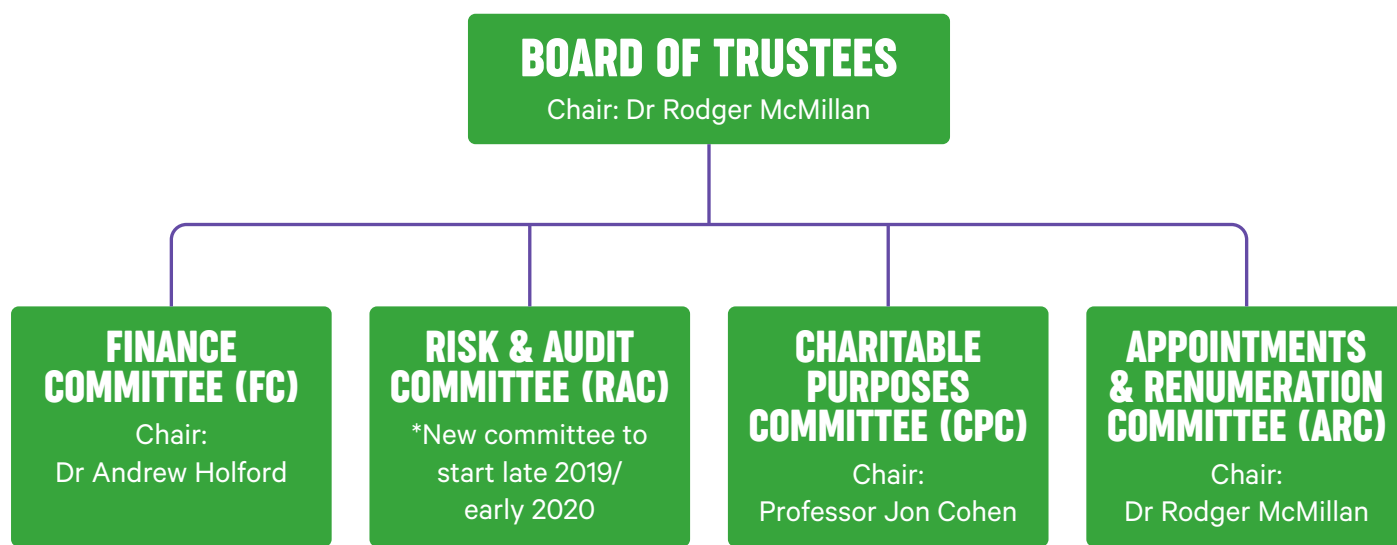 BOARD OF TRUSTEES
Chair: Dr Rodger McMillan
FINANCE
COMMITTEE (FC)
Chair:
Dr Andrew Holford
RISK & AUDIT
COMMITTEE (RAC)
*New committee to
start late 2019/
early 2020
CHARITABLE
PURPOSES
COMMITTEE (CPC)
Chair:
Professor Jon Cohen
APPOINTMENTS
& RENUMERATION
COMMITTEE (ARC)
Chair:
Dr Rodger McMillan